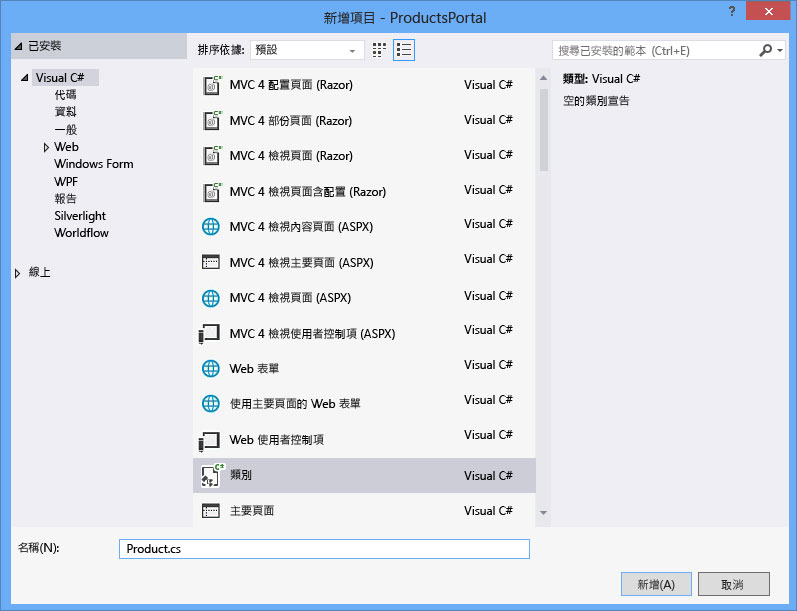 新增項目 - ProductsPortal
?
已安裝
排序依據: 預設
搜尋已安裝的範本 (Ctrl+E)
Visual C#
代碼
資料
一般
Web
Windows Form
WPF
報告
Silverlight
Worldflow
線上
MVC 4 配置頁面 (Razor) Visual C#
MVC 4 部份頁面 (Razor) Visual C#
MVC 4 檢視頁面 (Razor) Visual C#
MVC 4 檢視頁面含配置 (Razor) Visual C#
MVC 4 檢視內容頁面 (ASPX) Visual C#
MVC 4 檢視主要頁面 (ASPX) Visual C#
MVC 4 檢視頁面 (ASPX) Visual C#
MVC 4 檢視使用者控制項 (ASPX) Visual C#
Web 表單 Visual C#
使用主要頁面的 Web 表單 Visual C#
Web 使用者控制項 Visual C#
類別 Visual C#
主要頁面 Visual C#
類型: Visual C#
空的類別宣告
名稱(N): Product.cs
新增(A) 取消